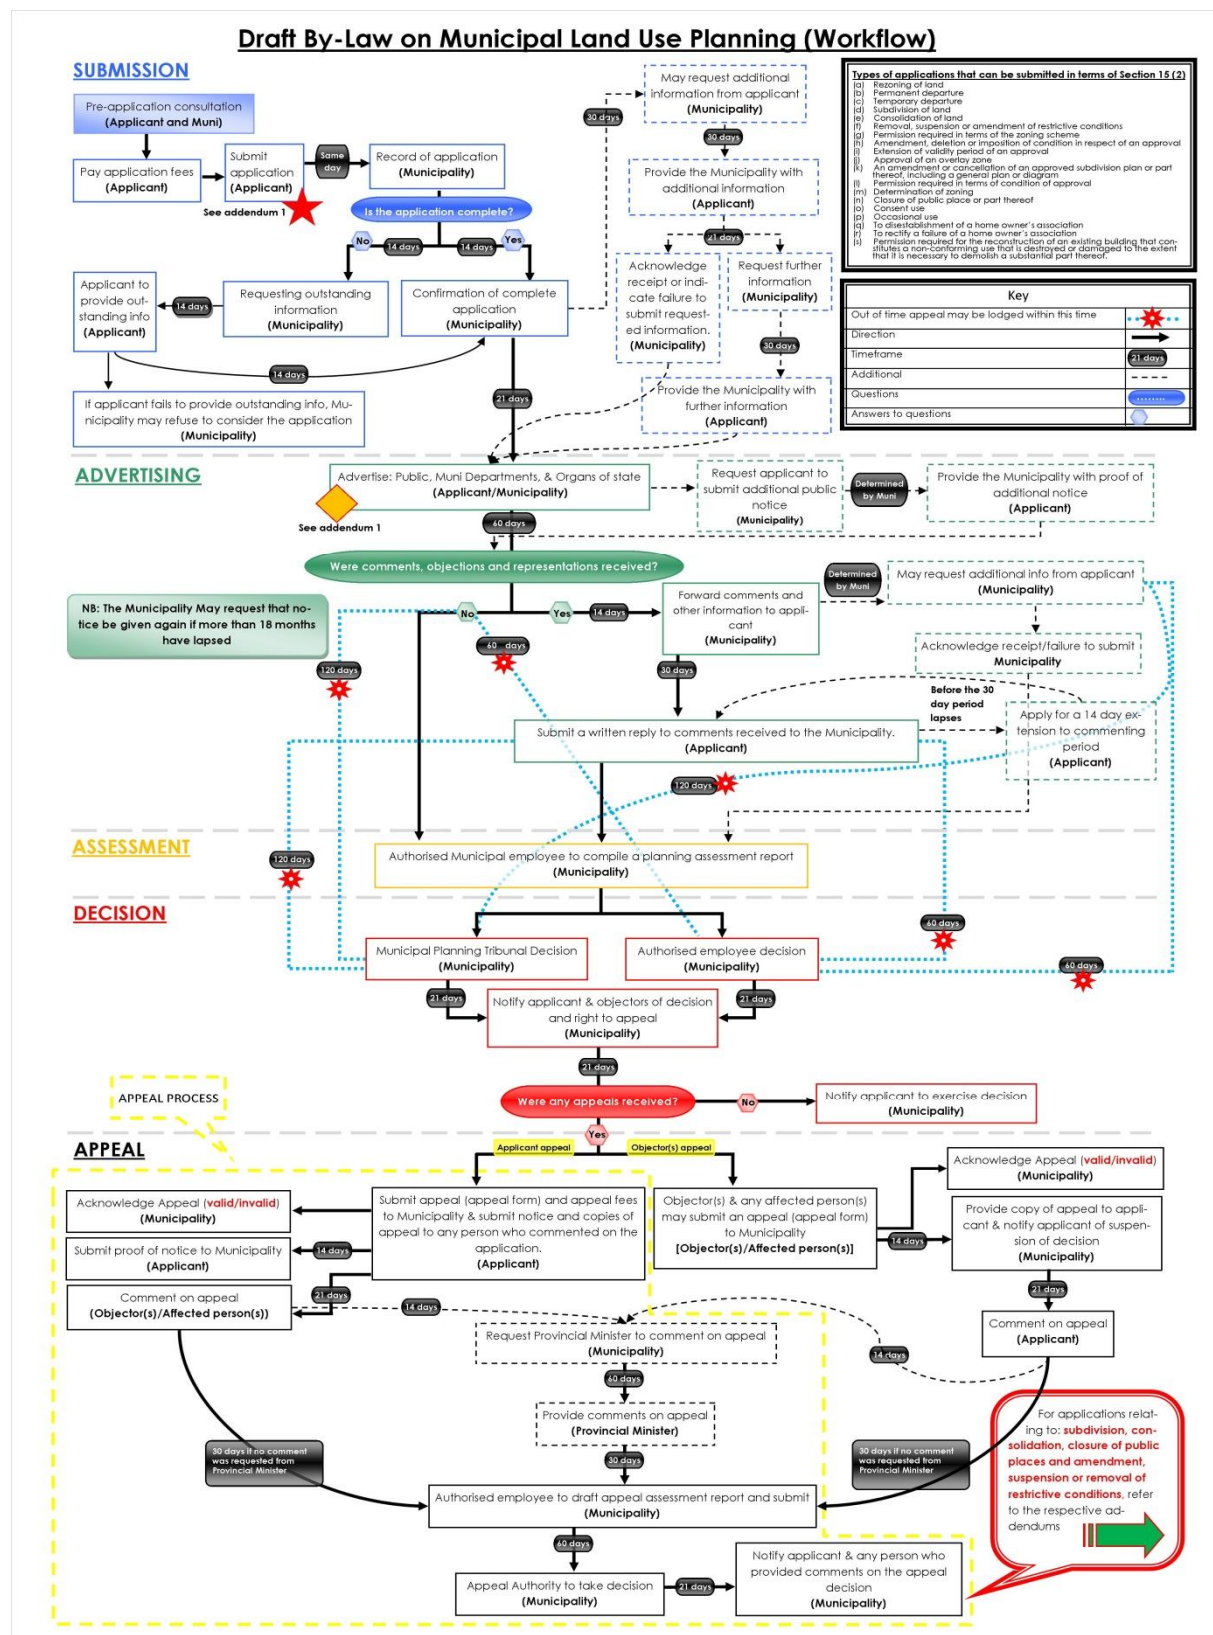 Draft By-Law on Municipal Land Use Planning (Workflow)
SUBMISSION
Pre-application consultation
(Applicant and Muni)
Pay application fees
(Applicant)
Submit
application
(Applicant)
See addendum 1
Same
day
Record of application
(Municipality)
Is the application complete?
No
14 days
14 days
Yes
Applicant to
provide out-
standing info
(Applicant)
14 days
Requesting outstanding
information
(Municipality)
Confirmation of complete
application
(Municipality)
14 days
If applicant fails to provide outstanding info, Mu-
nicipality may refuse to consider the application
(Municipality)
21 days
30 days
May request additional
information from applicant
(Municipality)
30 days
Provide the Municipality with
additional information
(Applicant)
21 days
Acknowledge
receipt or indi-
cate failure to
submit request-
ed information.
(Municipality)
Request further
information
(Municipality)
30 days
Provide the Municipality with
further information
(Applicant)
Types of applications that can be submitted in terms of Section 15 (2)
(a) Rezoning of land
(b) Permanent departure
(c) Temporary departure
(d) Subdivision of land
(e) Consolidation of land
(f) Removal, suspension or amendment of restrictive conditions
(g) Permission required in terms of the zoning scheme
(h) Amendment, deletion or imposition of condition in respect of an approval
(i) Extension of validity period of an approval
(j) Approval of an overlay zone
(k) An amendment or cancellation of an approved subdivision plan or part
thereof, including a general plan or diagram
(l) Permission required in terms of condition of approval
(m) Determination of zoning
(n) Closure of public place or part thereof
(o) Consent use
(p) Occasional use
(q) To disestablishment of a home owner's association
(r) To rectify a failure of a home owner's association
(s) Permission required for the reconstruction of an existing building that con-
stitutes a non-conforming use that is destroyed or damaged to the extent
that it is necessary to demolish a substantial part thereof.
Key
Out of time appeal may be lodged within this time
Direction
Timeframe
21 days
Additional
Questions
........
Answers to questions
ADVERTISING
Advertise: Public, Muni Departments, & Organs of state
(Applicant/Municipality)
See addendum 1
60 days
Request applicant to
submit additional public
notice
(Municipality)
Determined
by Muni
Provide the Municipality with proof of
additional notice
(Applicant)
Were comments, objections and representations received?
NB: The Municipality May request that no-
tice be given again if more than 18 months
have lapsed
No
Yes
14 days
Forward comments and
other information to appli-
cant
(Municipality)
Determined
by Muni
May request additional info from applicant
(Municipality)
Acknowledge receipt/failure to submit
Municipality
60 days
120 days
30 days
Before the 30
day period
lapses
Submit a written reply to comments received to the Municipality.
(Applicant)
Apply for a 14 day ex-
tension to commenting
period
(Applicant)
120 days
ASSESSMENT
120 days
Authorised Municipal employee to compile a planning assessment report
(Municipality)
DECISION
60 days
Municipal Planning Tribunal Decision
(Municipality)
Authorised employee decision
(Municipality)
60 days
21 days
21 days
Notify applicant & objectors of decision
and right to appeal
(Municipality)
21 days
Were any appeals received?
No
Notify applicant to exercise decision
(Municipality)
APPEAL PROCESS
Yes
APPEAL
Applicant appeal
Objector(s) appeal
Acknowledge Appeal (valid/invalid)
(Municipality)
Submit appeal (appeal form) and appeal fees
to Municipality & submit notice and copies of
appeal to any person who commented on the
application.
(Applicant)
Objector(s) & any affected person(s)
may submit an appeal (appeal form)
to Municipality
[Objector(s)/Affected person(s)]
Acknowledge Appeal (valid/invalid)
(Municipality)
Provide copy of appeal to appli-
cant & notify applicant of suspen-
sion of decision
(Municipality)
14 days
14 days
Submit proof of notice to Municipality
(Applicant)
21 days
21 days
Comment on appeal
(Objector(s)/Affected person(s))
14 days
Comment on appeal
(Applicant)
Request Provincial Minister to comment on appeal
(Municipality)
14 days
60 days
Provide comments on appeal
(Provincial Minister)
30 days
30 days if no comment
was requested from
Provincial Minister
30 days if no comment
was requested from
Provincial Minister
Authorised employee to draft appeal assessment report and submit
(Municipality)
60 days
Appeal Authority to take decision
(Municipality)
21 days
Notify applicant & any person who
provided comments on the appeal
decision
(Municipality)
For applications relat-
ing to: subdivision, con-
solidation, closure of public
places and amendment,
suspension or removal of
restrictive conditions, refer
to the respective ad-
dendums